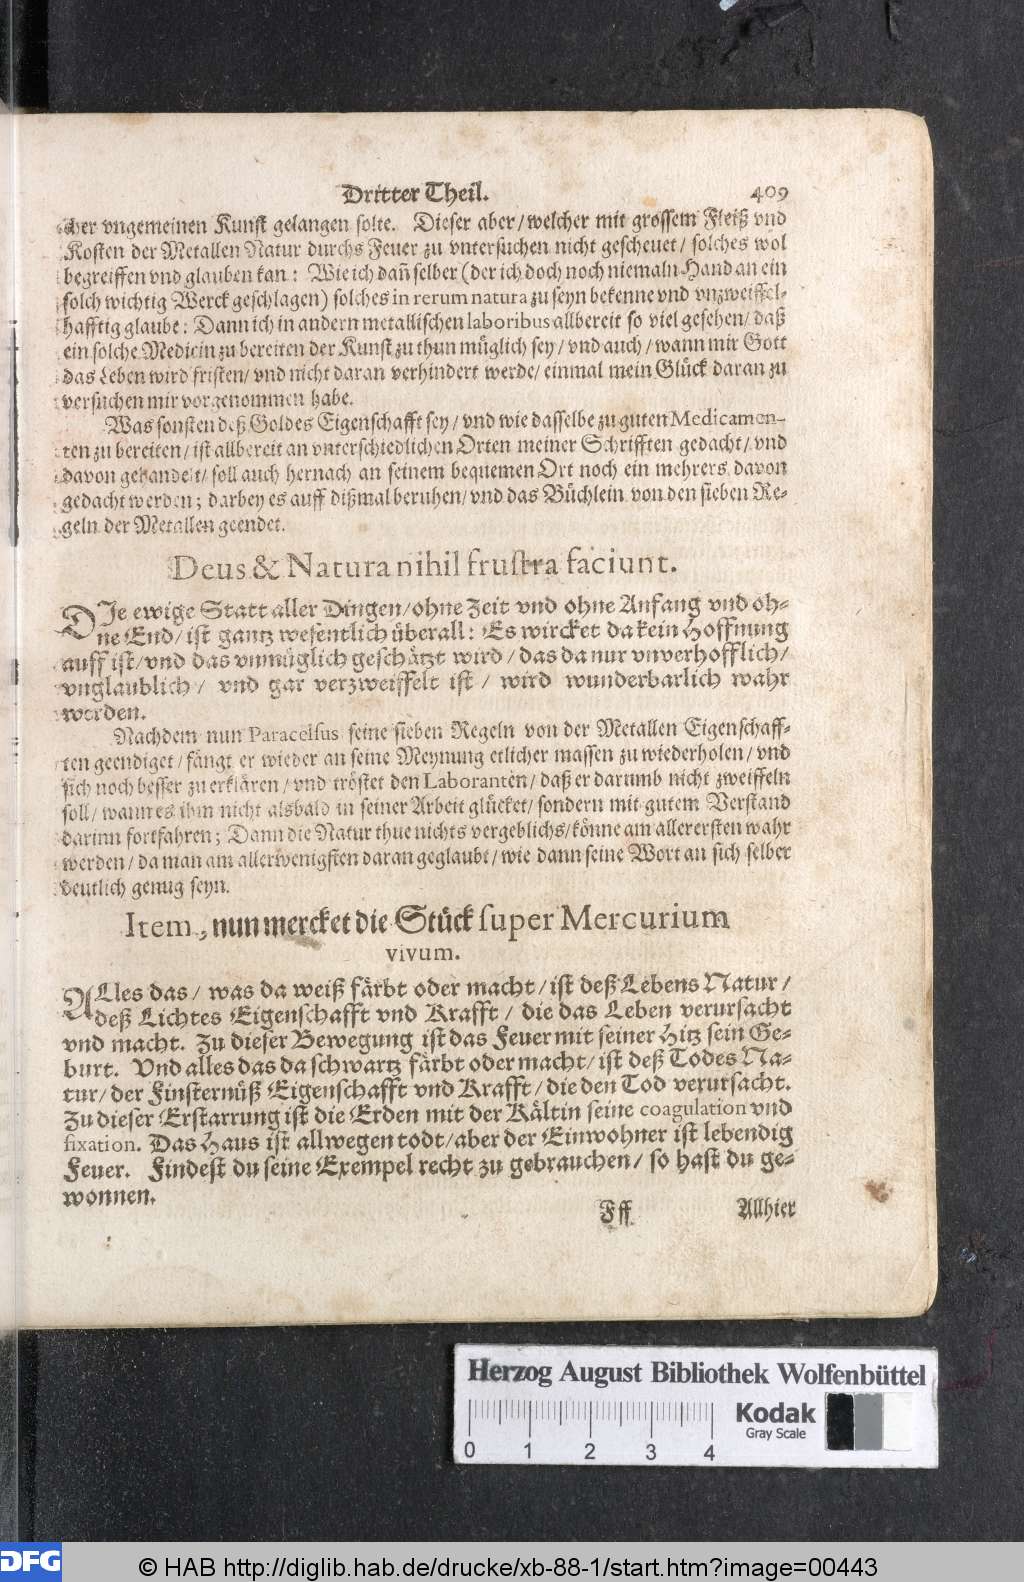 Dritter Theil. 409
cher vngemeinen Kunst gelangen solte. Dieser aber/ welcher mit grossem Fleiß vnd
Kosten der Metallen Natur durchs Feuer zu vntersuchen nicht gescheuet/ solches wol
begreiffen vnd glauben kan: Wie ich dañ selber (der ich doch noch niemaln Hand an ein
solch wichtig Werck geschlagen) solches in rerum natura zu seyn bekenne vnd vnzweiffel-
hafftig glaube: Dann ich in andern metallischen laboribus allbereit so viel gesehen/ daß
ein solche Medicin zu bereiten der Kunst zu thun müglich sey/ vnd auch/ wann mir Gott
das Leben wird fristen/ vnd nicht daran verhindert werde/ einmal mein Glück daran zu
versuchen mir vorgenommen habe.
Was sonsten deß Goldes Eigenschafft sey/ vnd wie dasselbe zu guten Medicamen-
ten zu bereiten/ ist allbereit an vnterschiedlichen Orten meiner Schrifften gedacht/ vnd
davon gehandelt/ soll auch hernach an seinem bequemen Ort noch ein mehrers davon
gedacht werden; darbey es auff dißmal beruhen/ vnd das Büchlein von den sieben Re-
geln der Metallen geendet.
Deus & Natura nihil frustra faciunt.
DJe ewige Statt aller Dingen/ ohne Zeit vnd ohne Anfang vnd oh-
ne End/ ist gantz wesentlich überall: Es wircket da kein Hoffnung
auff ist/ vnd das vnmüglich geschätzt wird/ das da nur vnverhofflich/
vnglaublich/ vnd gar verzweiffelt ist/ wird wunderbarlich wahr
werden.
Nachdem nun Paracelsus seine sieben Regeln von der Metallen Eigenschaff-
ten geendiget/ fängt er wieder an seine Meynung etlicher massen zu wiederholen/ vnd
sich noch besser zu erklären/ vnd tröstet den Laboranten/ daß er darumb nicht zweiffeln
soll/ wann es ihm nicht alsbald in seiner Arbeit glücket/ sondern mit gutem Verstand
darinn fortfahren; Dann die Natur thue nichts vergeblichs/ könne am allerersten wahr
werden/ da man am allerwenigsten daran geglaubt/ wie dann seine Wort an sich selber
deutlich genug seyn.
Item, nun mercket die Stück super Mercurium
vivum.
ALles das/ was da weiß färbt oder macht/ ist deß Lebens Natur/
deß Lichtes Eigenschafft vnd Krafft/ die das Leben verursacht
vnd macht. Zu dieser Bewegung ist das Feuer mit seiner Hitz sein Ge-
burt. Vnd alles das da schwartz färbt oder macht/ ist deß Todes Na-
tur/ der Finsternüß Eigenschafft vnd Krafft/ die den Tod verursacht.
Zu dieser Erstarrung ist die Erden mit der Kältin seine coagulation vnd
fixation. Das Haus ist allwegen todt/ aber der Einwohner ist lebendig
Feuer. Findest du seine Exempel recht zu gebrauchen/ so hast du ge-
wonnen.
Fff Allhier
Herzog August Bibliothek Wolfenbüttel
Kodak
Gray Scale
0 1 2 3 4
DFG
© HAB http://diglib.hab.de/drucke/xb-88-1/start.htm?image=00443